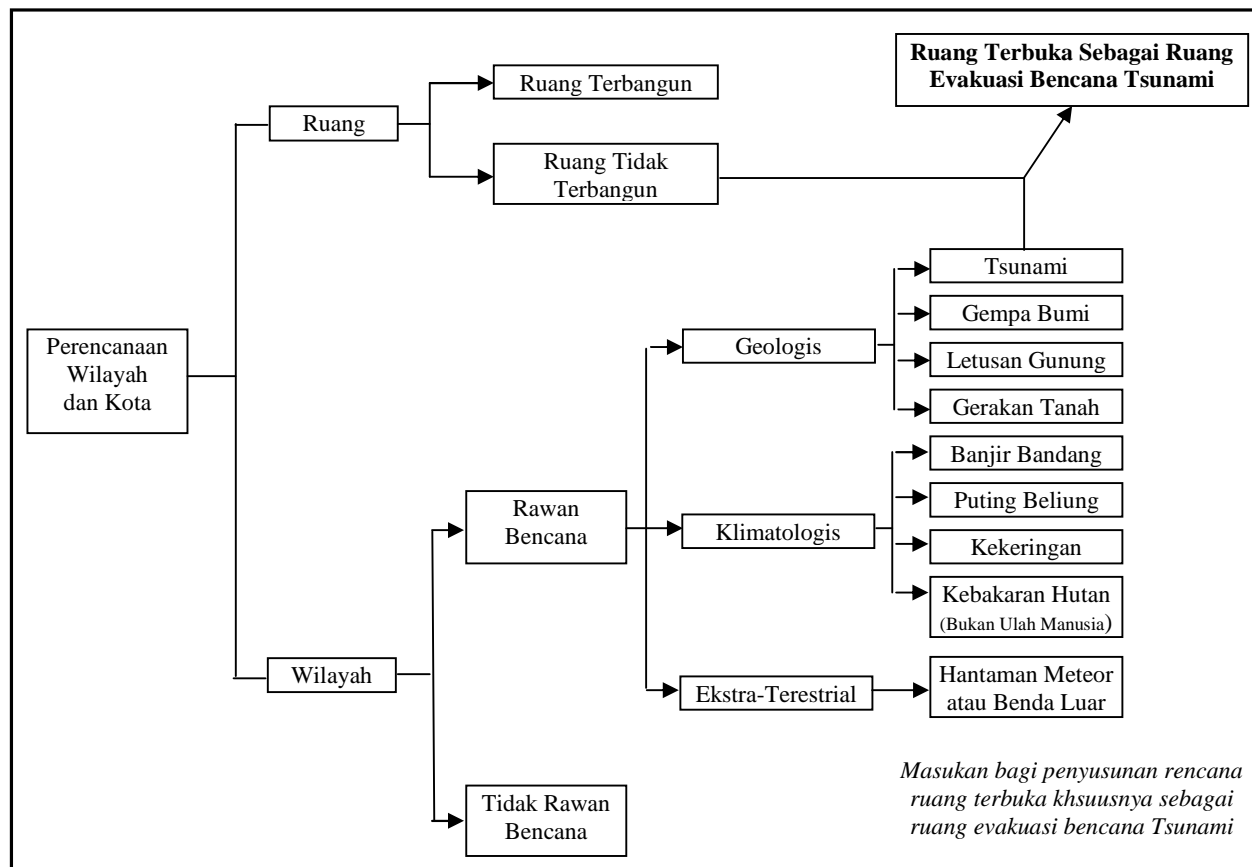 Ruang Terbuka Sebagai Ruang
Evakuasi Bencana Tsunami
Ruang Terbangun
Ruang
Ruang Tidak
Terbangun
Tsunami
Gempa Bumi
Perencanaan
Wilayah
dan Kota
Geologis
Letusan Gunung
Gerakan Tanah
Banjir Bandang
Rawan
Bencana
Puting Beliung
Klimatologis
Kekeringan
Kebakaran Hutan
(Bukan Ulah Manusia)
Wilayah
Ekstra-Terestrial
Hantaman Meteor
atau Benda Luar
Tidak Rawan
Bencana
Masukan bagi penyusunan rencana
ruang terbuka khsuusnya sebagai
ruang evakuasi bencana Tsunami